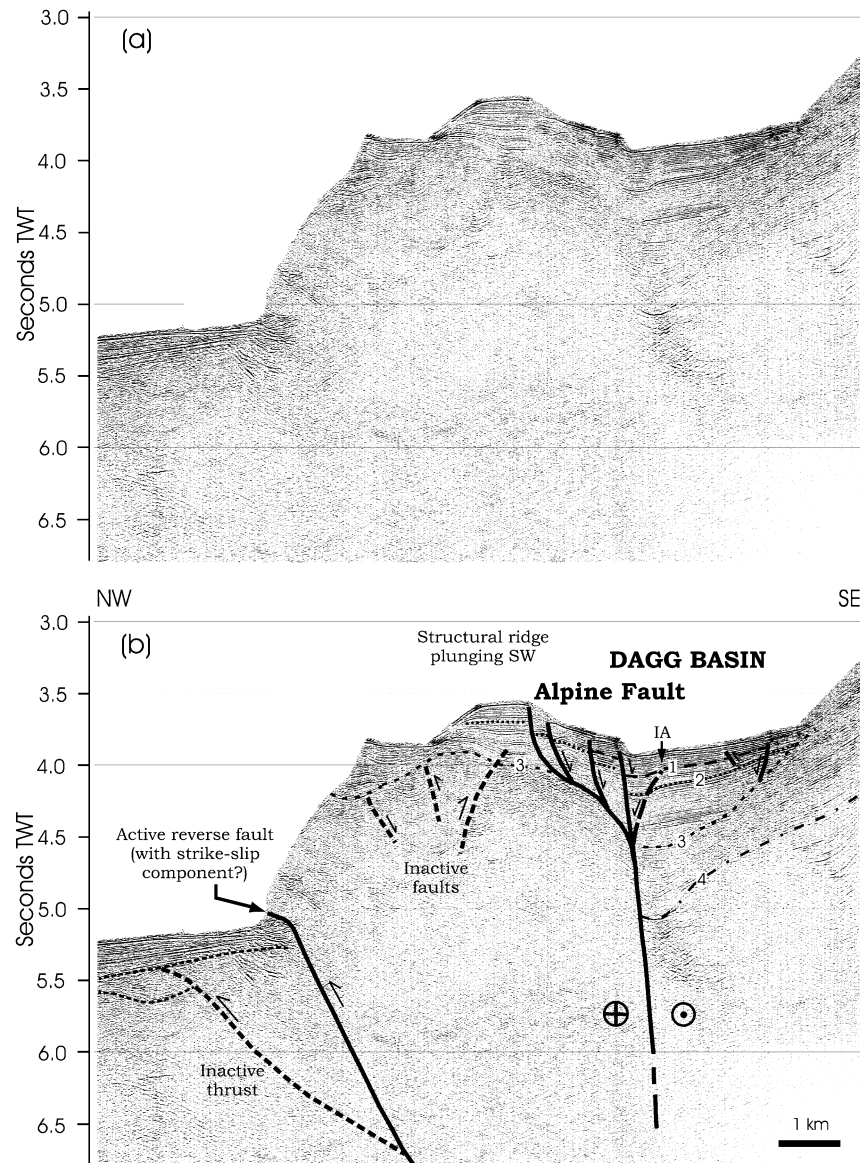 3.0
(a)
3.5
4.0
4.5
Seconds TWT
5.0
5.5
6.0
6.5
NW
SE
3.0
(b)
Structural ridge
plunging SW
DAGG BASIN
Alpine Fault
3.5
IA
4.0
3
1
2
4.5
3
Active reverse fault
(with strike-slip
component?)
Inactive
faults
4
Seconds TWT
5.0
5.5
6.0
Inactive
thrust
6.5
1 km